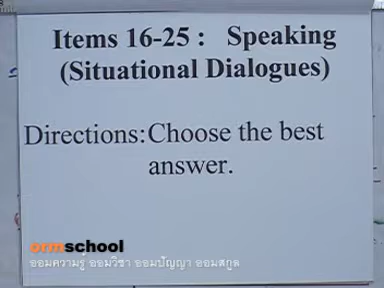 Items 16-25 : Speaking
(Situational Dialogues)
Directions:Choose the best
answer.
ormschool
ออมความรู้ ออมวิชา ออมปัญญา ออมสกูล